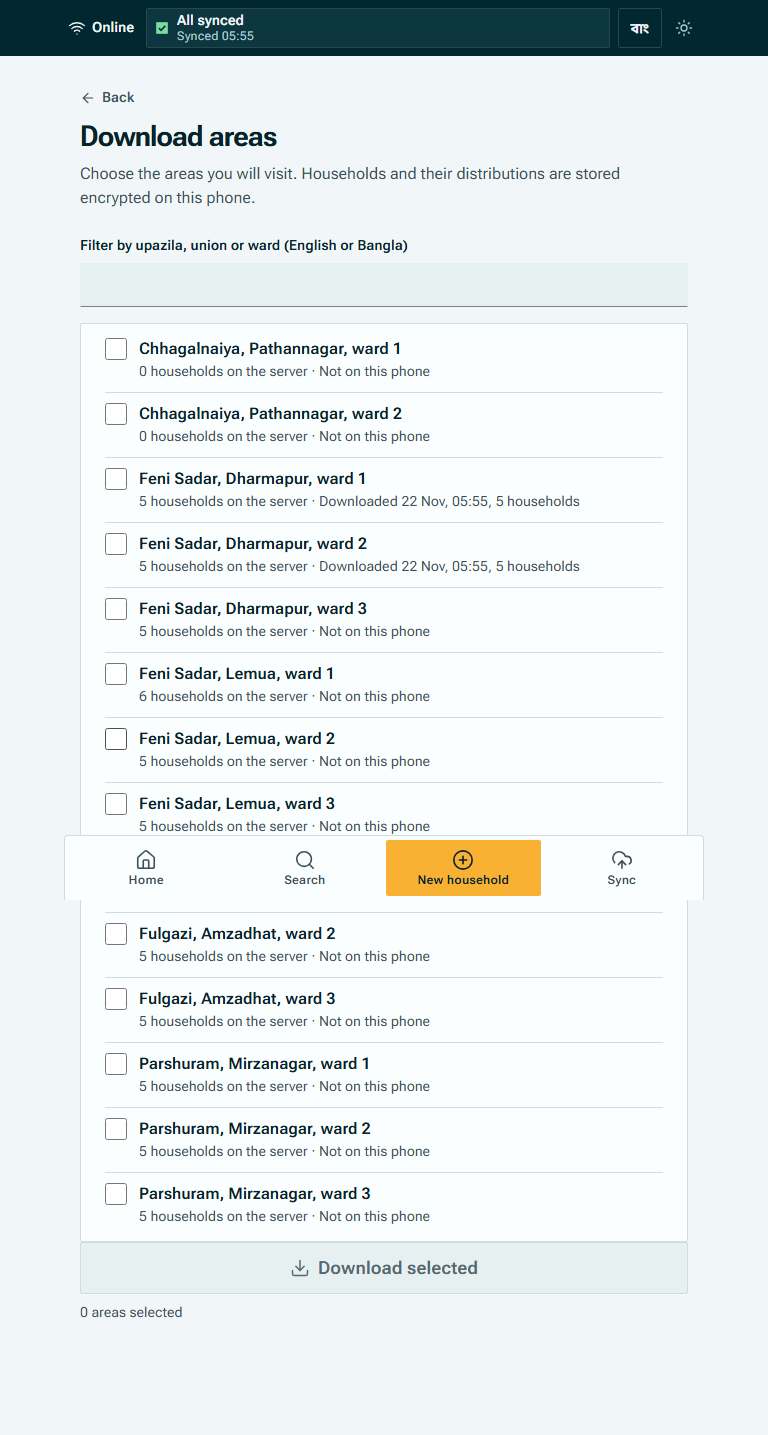 Online
All synced
Synced 05:55
বাং
Back
Download areas
Choose the areas you will visit. Households and their distributions are stored
encrypted on this phone.
Filter by upazila, union or ward (English or Bangla)
Chhagalnaiya, Pathannagar, ward 1
0 households on the server · Not on this phone
Chhagalnaiya, Pathannagar, ward 2
0 households on the server · Not on this phone
Feni Sadar, Dharmapur, ward 1
5 households on the server · Downloaded 22 Nov, 05:55, 5 households
Feni Sadar, Dharmapur, ward 2
5 households on the server · Downloaded 22 Nov, 05:55, 5 households
Feni Sadar, Dharmapur, ward 3
5 households on the server · Not on this phone
Feni Sadar, Lemua, ward 1
6 households on the server · Not on this phone
Feni Sadar, Lemua, ward 2
5 households on the server · Not on this phone
Feni Sadar, Lemua, ward 3
5 households on the server · Not on this phone
Home
Search
New household
Sync
Fulgazi, Amzadhat, ward 2
5 households on the server · Not on this phone
Fulgazi, Amzadhat, ward 3
5 households on the server · Not on this phone
Parshuram, Mirzanagar, ward 1
5 households on the server · Not on this phone
Parshuram, Mirzanagar, ward 2
5 households on the server · Not on this phone
Parshuram, Mirzanagar, ward 3
5 households on the server · Not on this phone
Download selected
0 areas selected